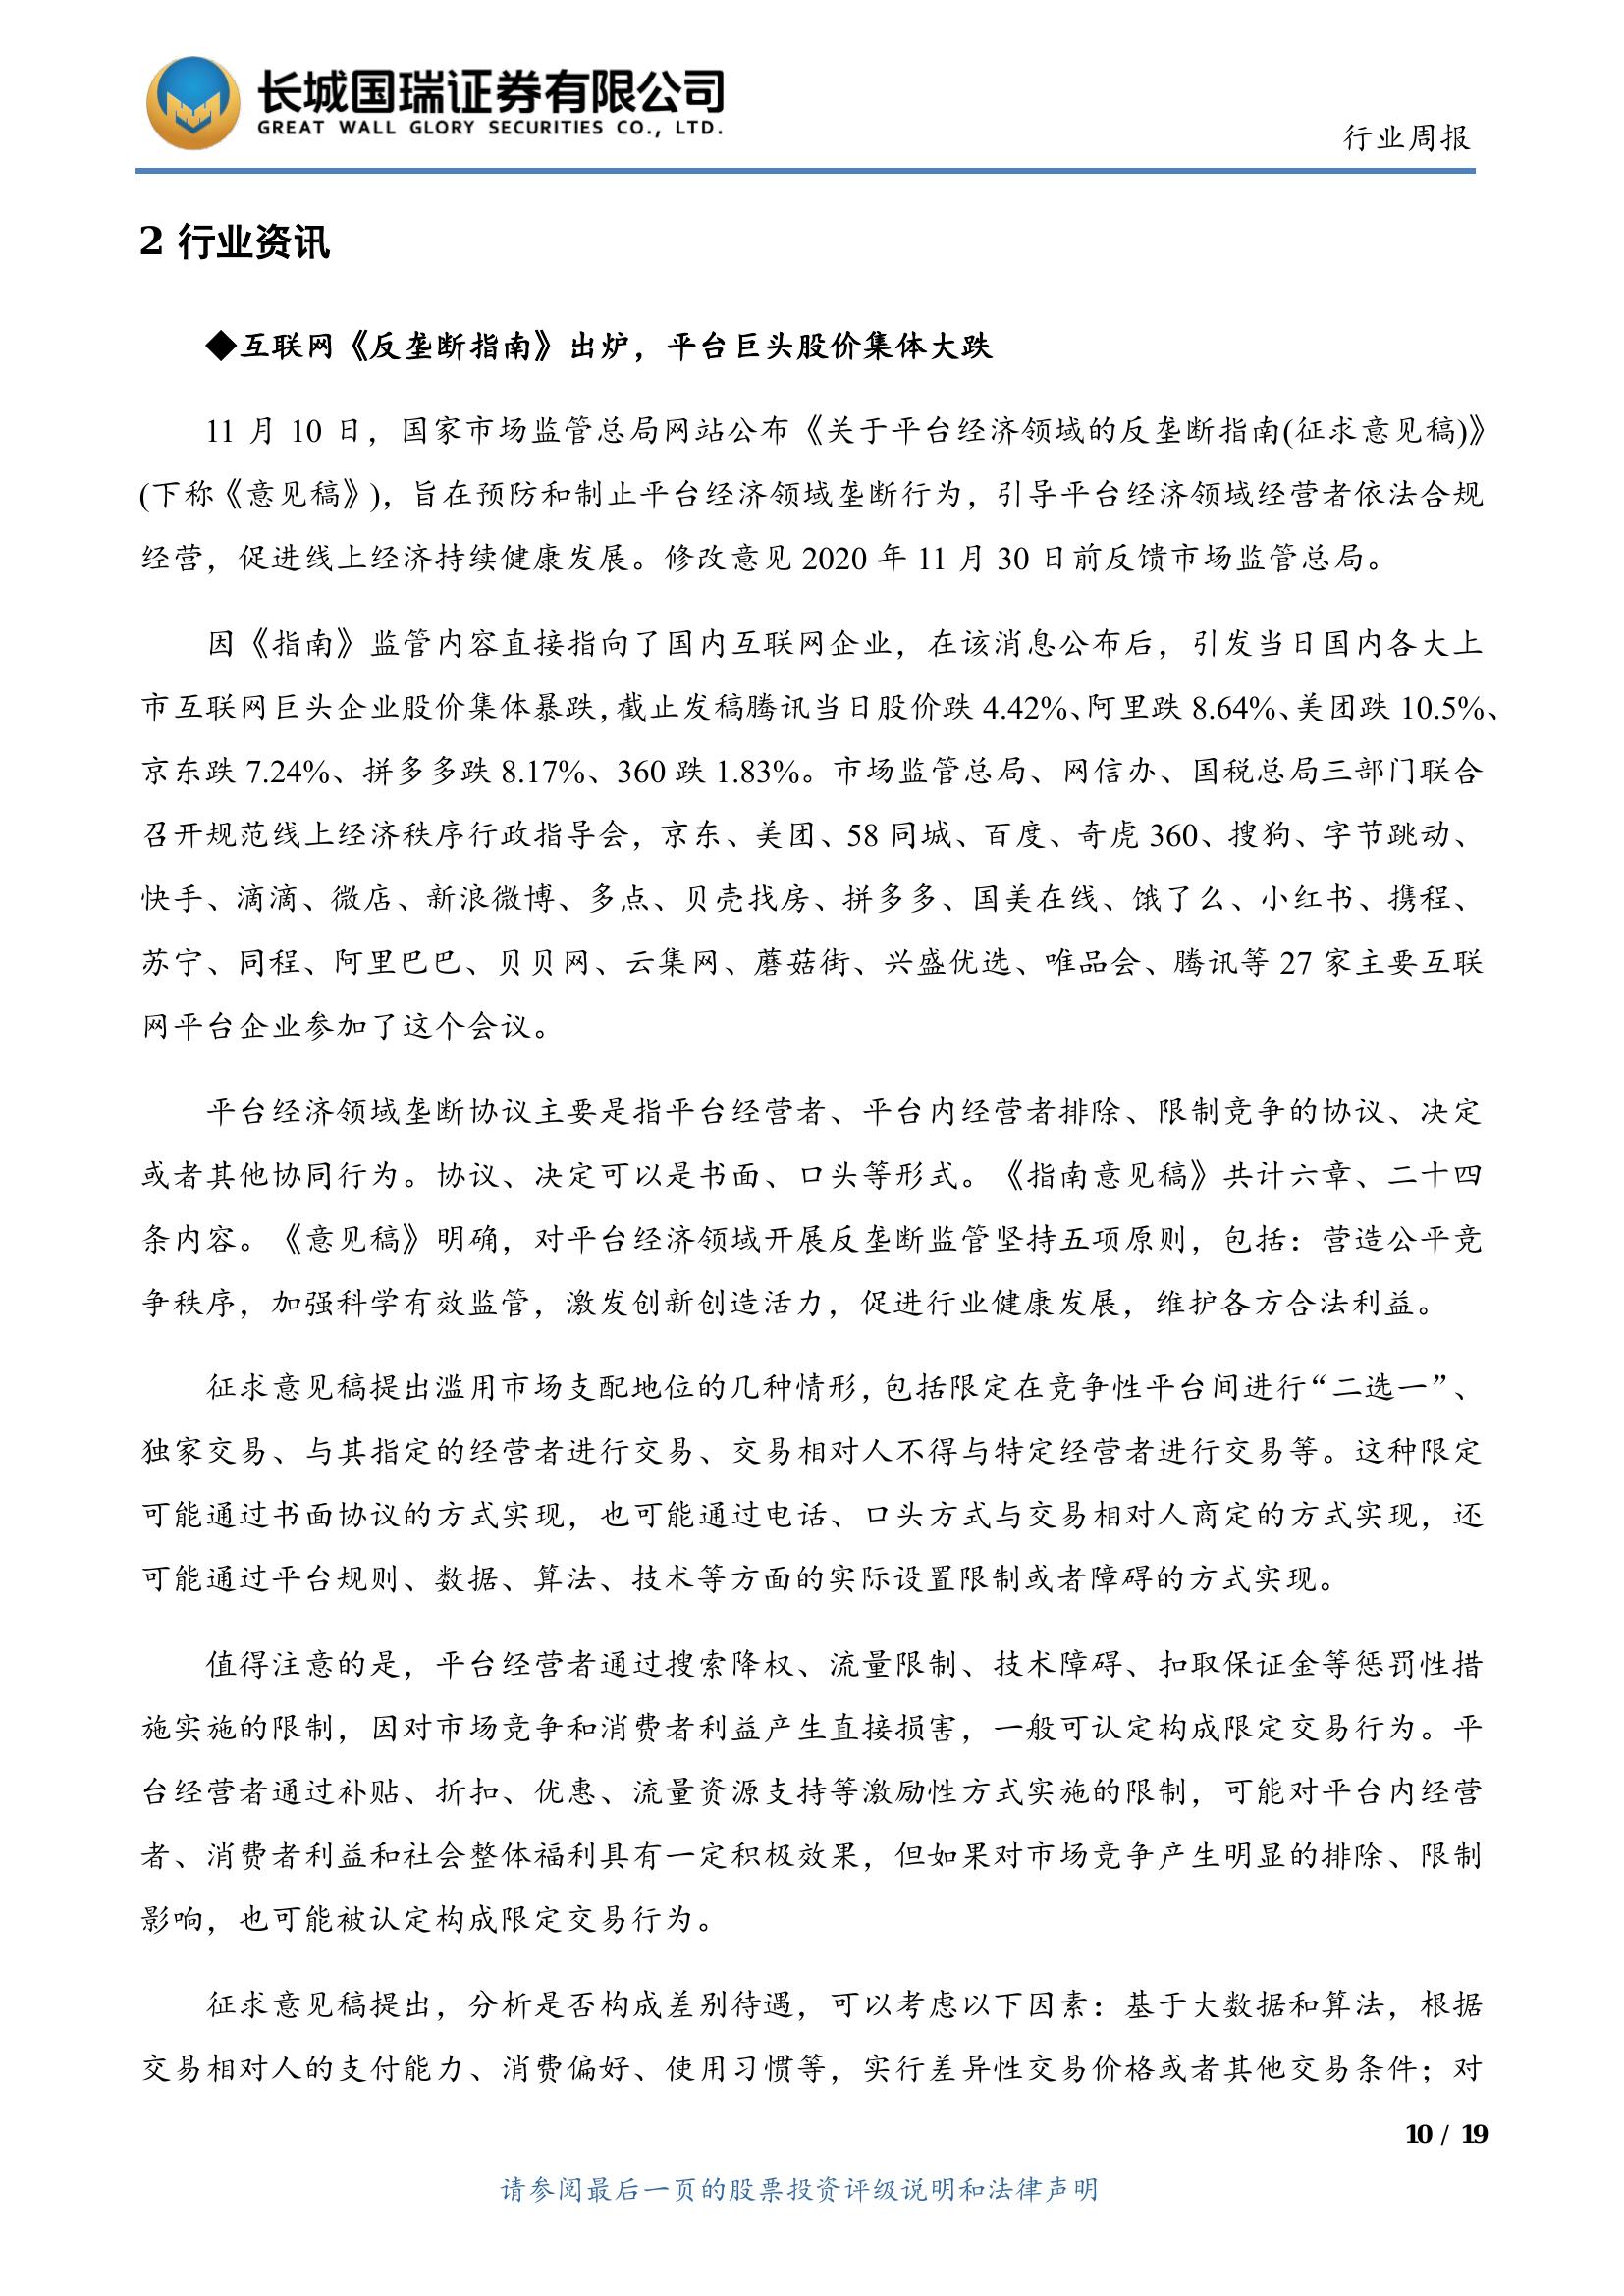 长城国瑞证券有限公司
GREAT WALL GLORY SECURITIES CO., LTD.
行业周报
2 行业资讯
◆互联网《反垄断指南》出炉，平台巨头股价集体大跌
11 月 10 日，国家市场监管总局网站公布《关于平台经济领域的反垄断指南(征求意见稿)》
(下称《意见稿》)，旨在预防和制止平台经济领域垄断行为，引导平台经济领域经营者依法合规
经营，促进线上经济持续健康发展。修改意见 2020 年 11 月 30 日前反馈市场监管总局。
因《指南》监管内容直接指向了国内互联网企业，在该消息公布后，引发当日国内各大上
市互联网巨头企业股价集体暴跌，截止发稿腾讯当日股价跌 4.42%、阿里跌 8.64%、美团跌 10.5%、
京东跌 7.24%、拼多多跌 8.17%、360 跌 1.83%。市场监管总局、网信办、国税总局三部门联合
召开规范线上经济秩序行政指导会，京东、美团、58 同城、百度、奇虎 360、搜狗、字节跳动、
快手、滴滴、微店、新浪微博、多点、贝壳找房、拼多多、国美在线、饿了么、小红书、携程、
苏宁、同程、阿里巴巴、贝贝网、云集网、蘑菇街、兴盛优选、唯品会、腾讯等 27 家主要互联
网平台企业参加了这个会议。
平台经济领域垄断协议主要是指平台经营者、平台内经营者排除、限制竞争的协议、决定
或者其他协同行为。协议、决定可以是书面、口头等形式。《指南意见稿》共计六章、二十四
条内容。《意见稿》明确，对平台经济领域开展反垄断监管坚持五项原则，包括：营造公平竞
争秩序，加强科学有效监管，激发创新创造活力，促进行业健康发展，维护各方合法利益。
征求意见稿提出滥用市场支配地位的几种情形，包括限定在竞争性平台间进行“二选一”、
独家交易、与其指定的经营者进行交易、交易相对人不得与特定经营者进行交易等。这种限定
可能通过书面协议的方式实现，也可能通过电话、口头方式与交易相对人商定的方式实现，还
可能通过平台规则、数据、算法、技术等方面的实际设置限制或者障碍的方式实现。
值得注意的是，平台经营者通过搜索降权、流量限制、技术障碍、扣取保证金等惩罚性措
施实施的限制，因对市场竞争和消费者利益产生直接损害，一般可认定构成限定交易行为。平
台经营者通过补贴、折扣、优惠、流量资源支持等激励性方式实施的限制，可能对平台内经营
者、消费者利益和社会整体福利具有一定积极效果，但如果对市场竞争产生明显的排除、限制
影响，也可能被认定构成限定交易行为。
征求意见稿提出，分析是否构成差别待遇，可以考虑以下因素：基于大数据和算法，根据
交易相对人的支付能力、消费偏好、使用习惯等，实行差异性交易价格或者其他交易条件；对
10 / 19
请参阅最后一页的股票投资评级说明和法律声明